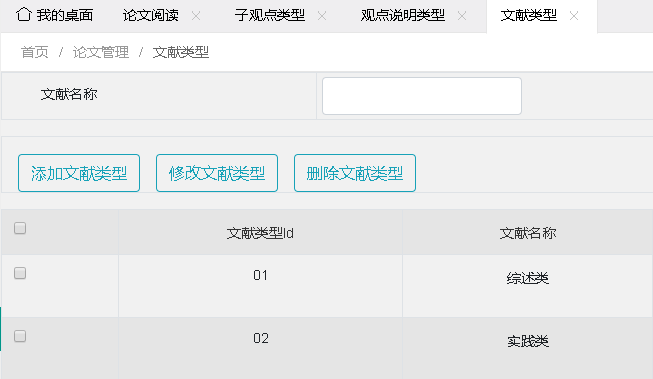 我的桌面 论文阅读 子观点类型 观点说明类型 文献类型
首页 / 论文管理 / 文献类型
文献名称
添加文献类型 修改文献类型 删除文献类型
文献类型Id 文献名称
01 综述类
02 实践类